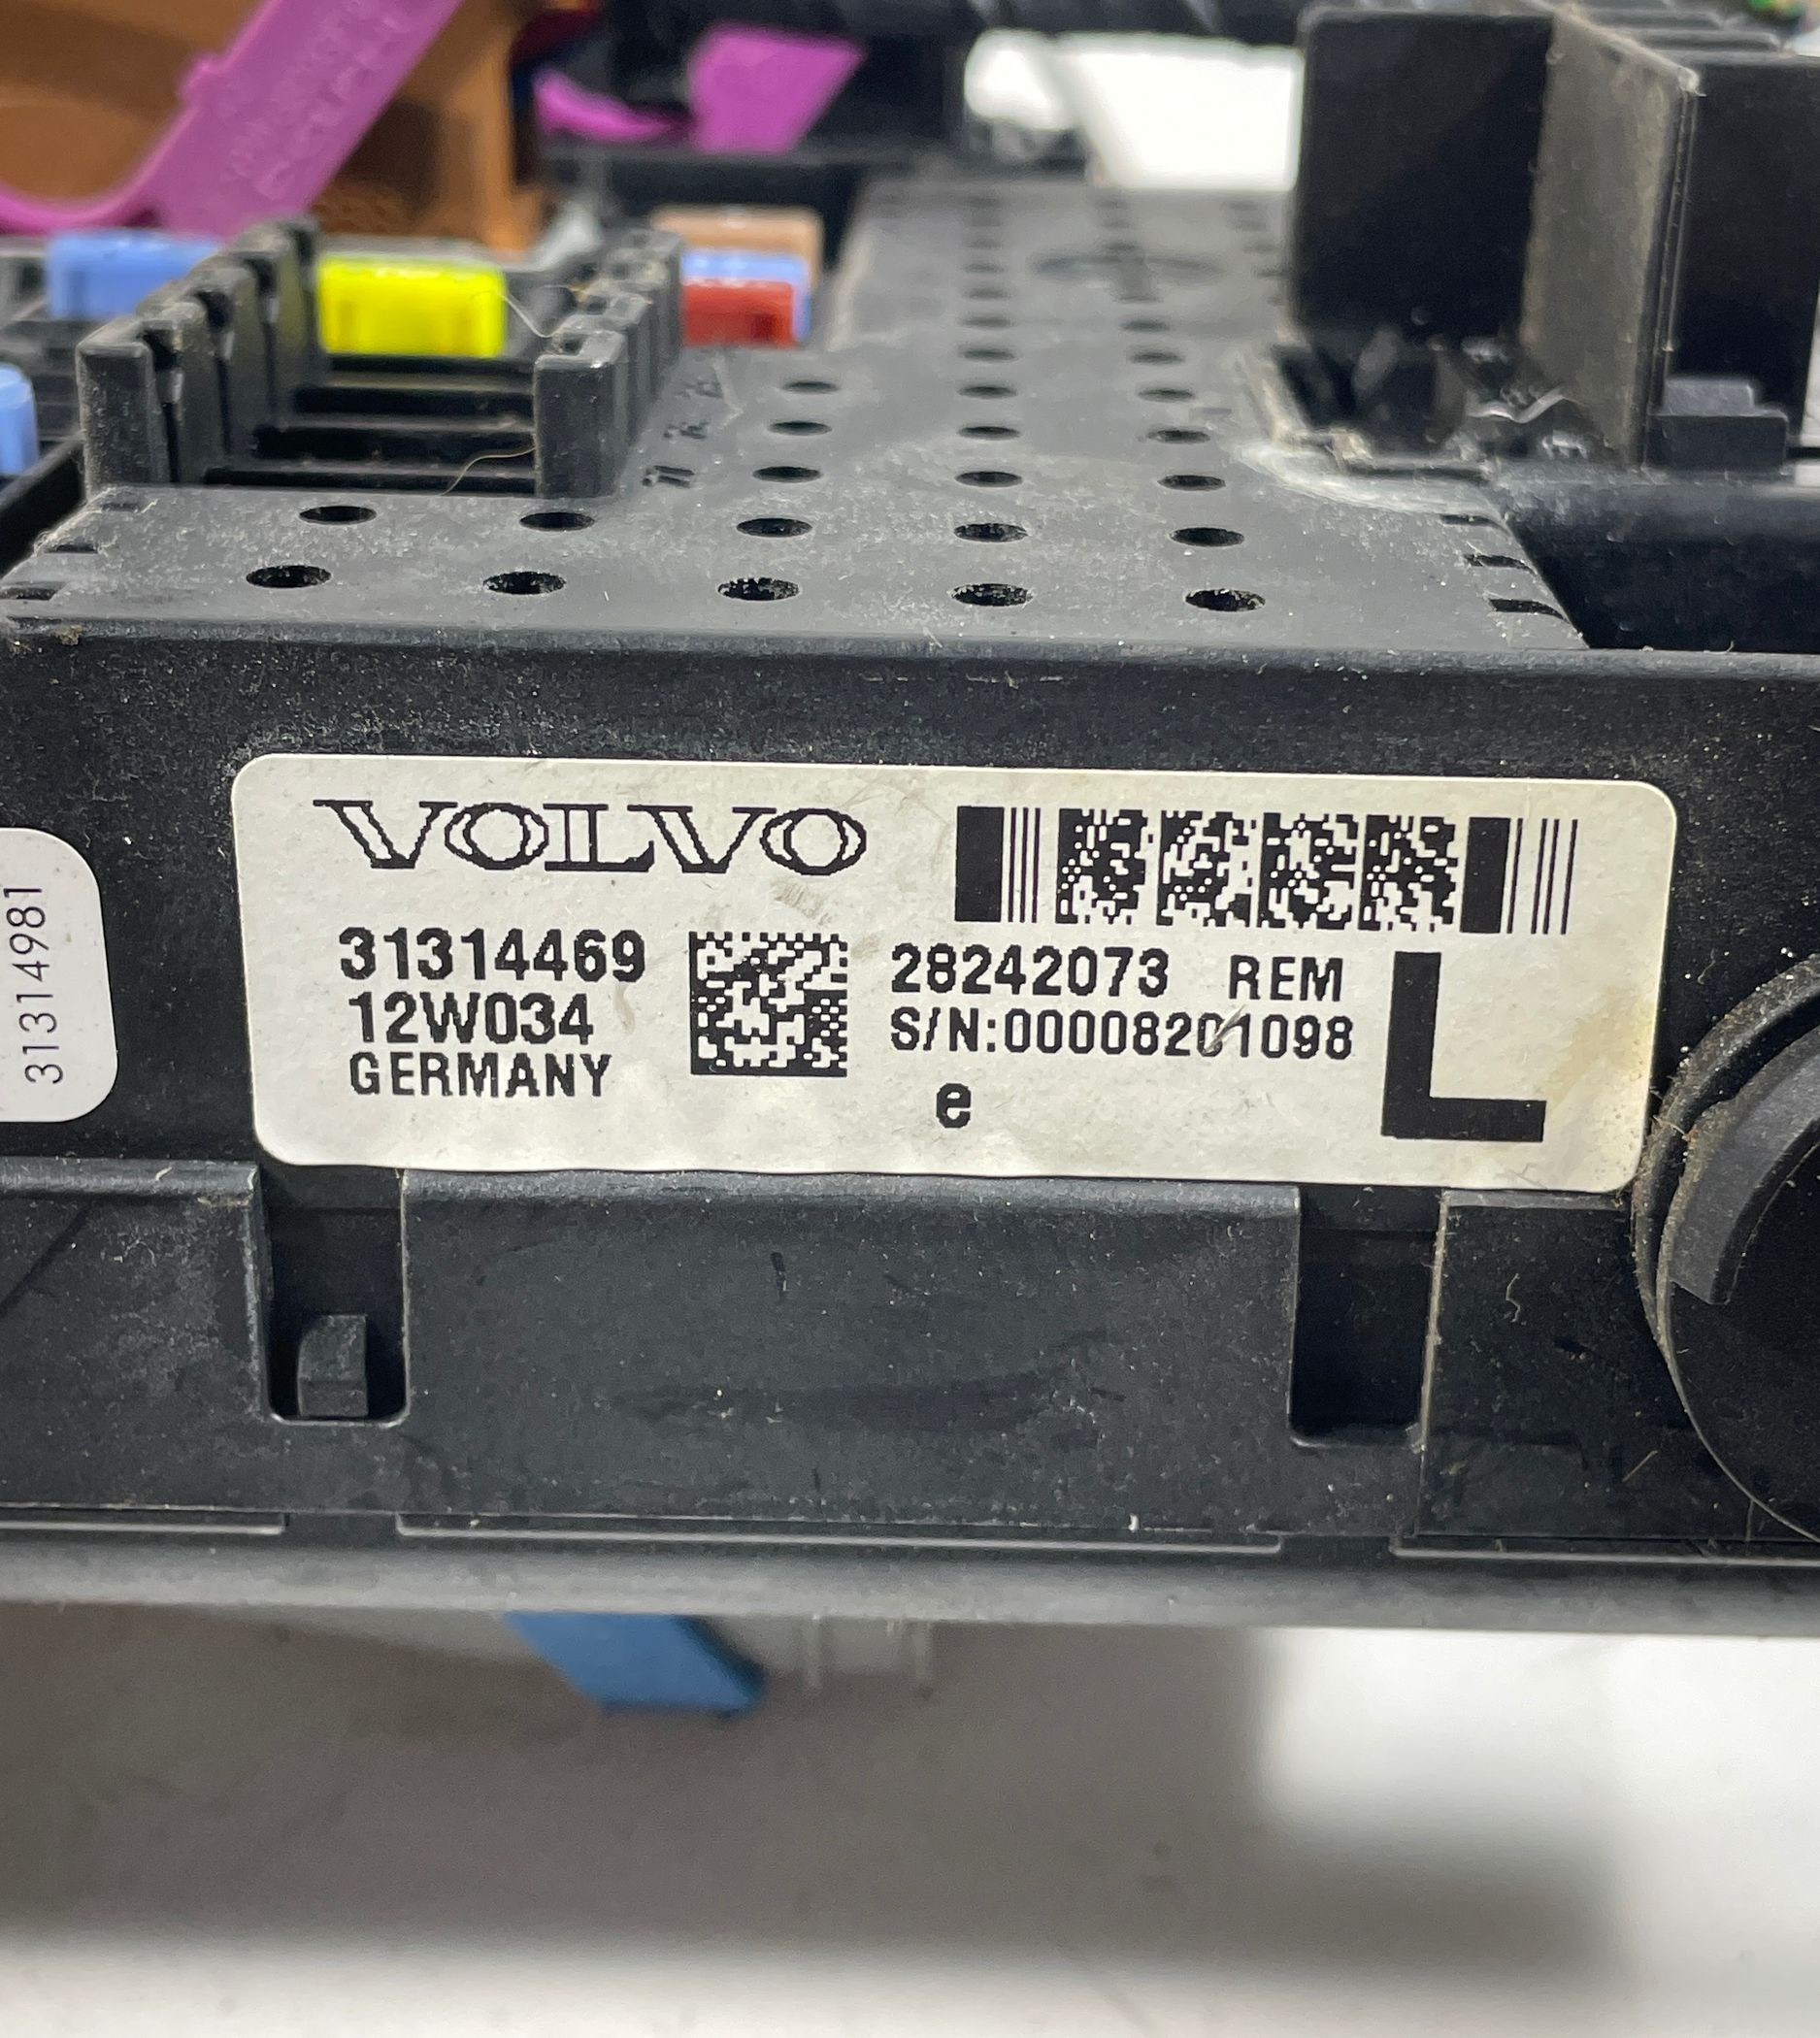 VOLVO
31314469
12W034
GERMANY
28242073 REM
S/N:00008201098
e
L
31314981